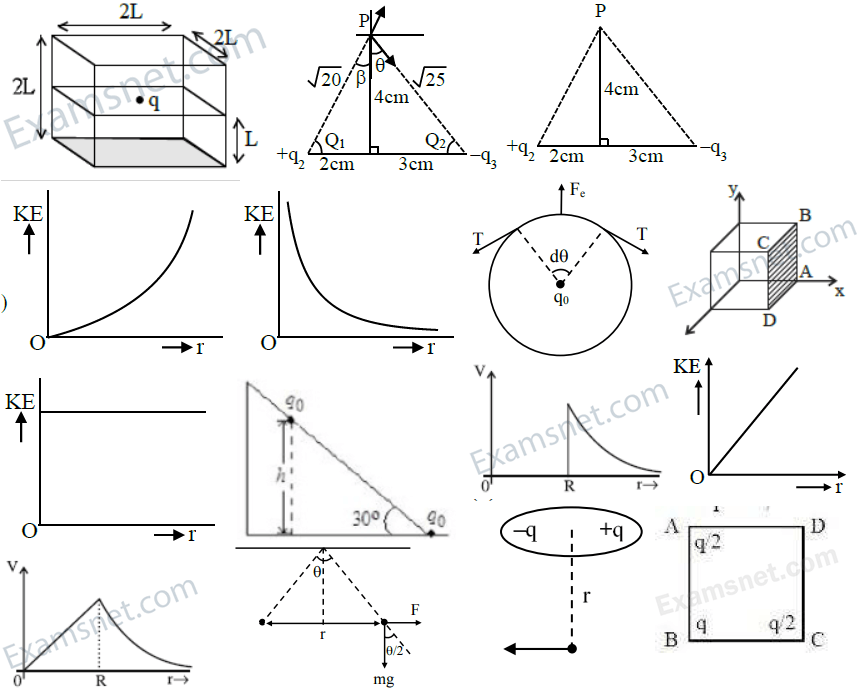 2L
2L
2L
q
L
P
β θ
√20
√25
4cm
Q₁ Q₂
+q₂ 2cm 3cm −q₃
P
4cm
+q₂ 2cm 3cm −q₃
Examsnet.com
KE
O r
KE
O r
)
Fₑ
T T
dθ
q₀
y
B
C
A
x
D
Examsnet.com
KE
O r
q0
h
30°
q0
V
0 R r→
Examsnet.com
KE
O r
V
0 R r→
Examsnet.com
θ
r
F
θ/2
mg
−q +q
r
A D
q/2
q q/2
B C
Examsnet.com